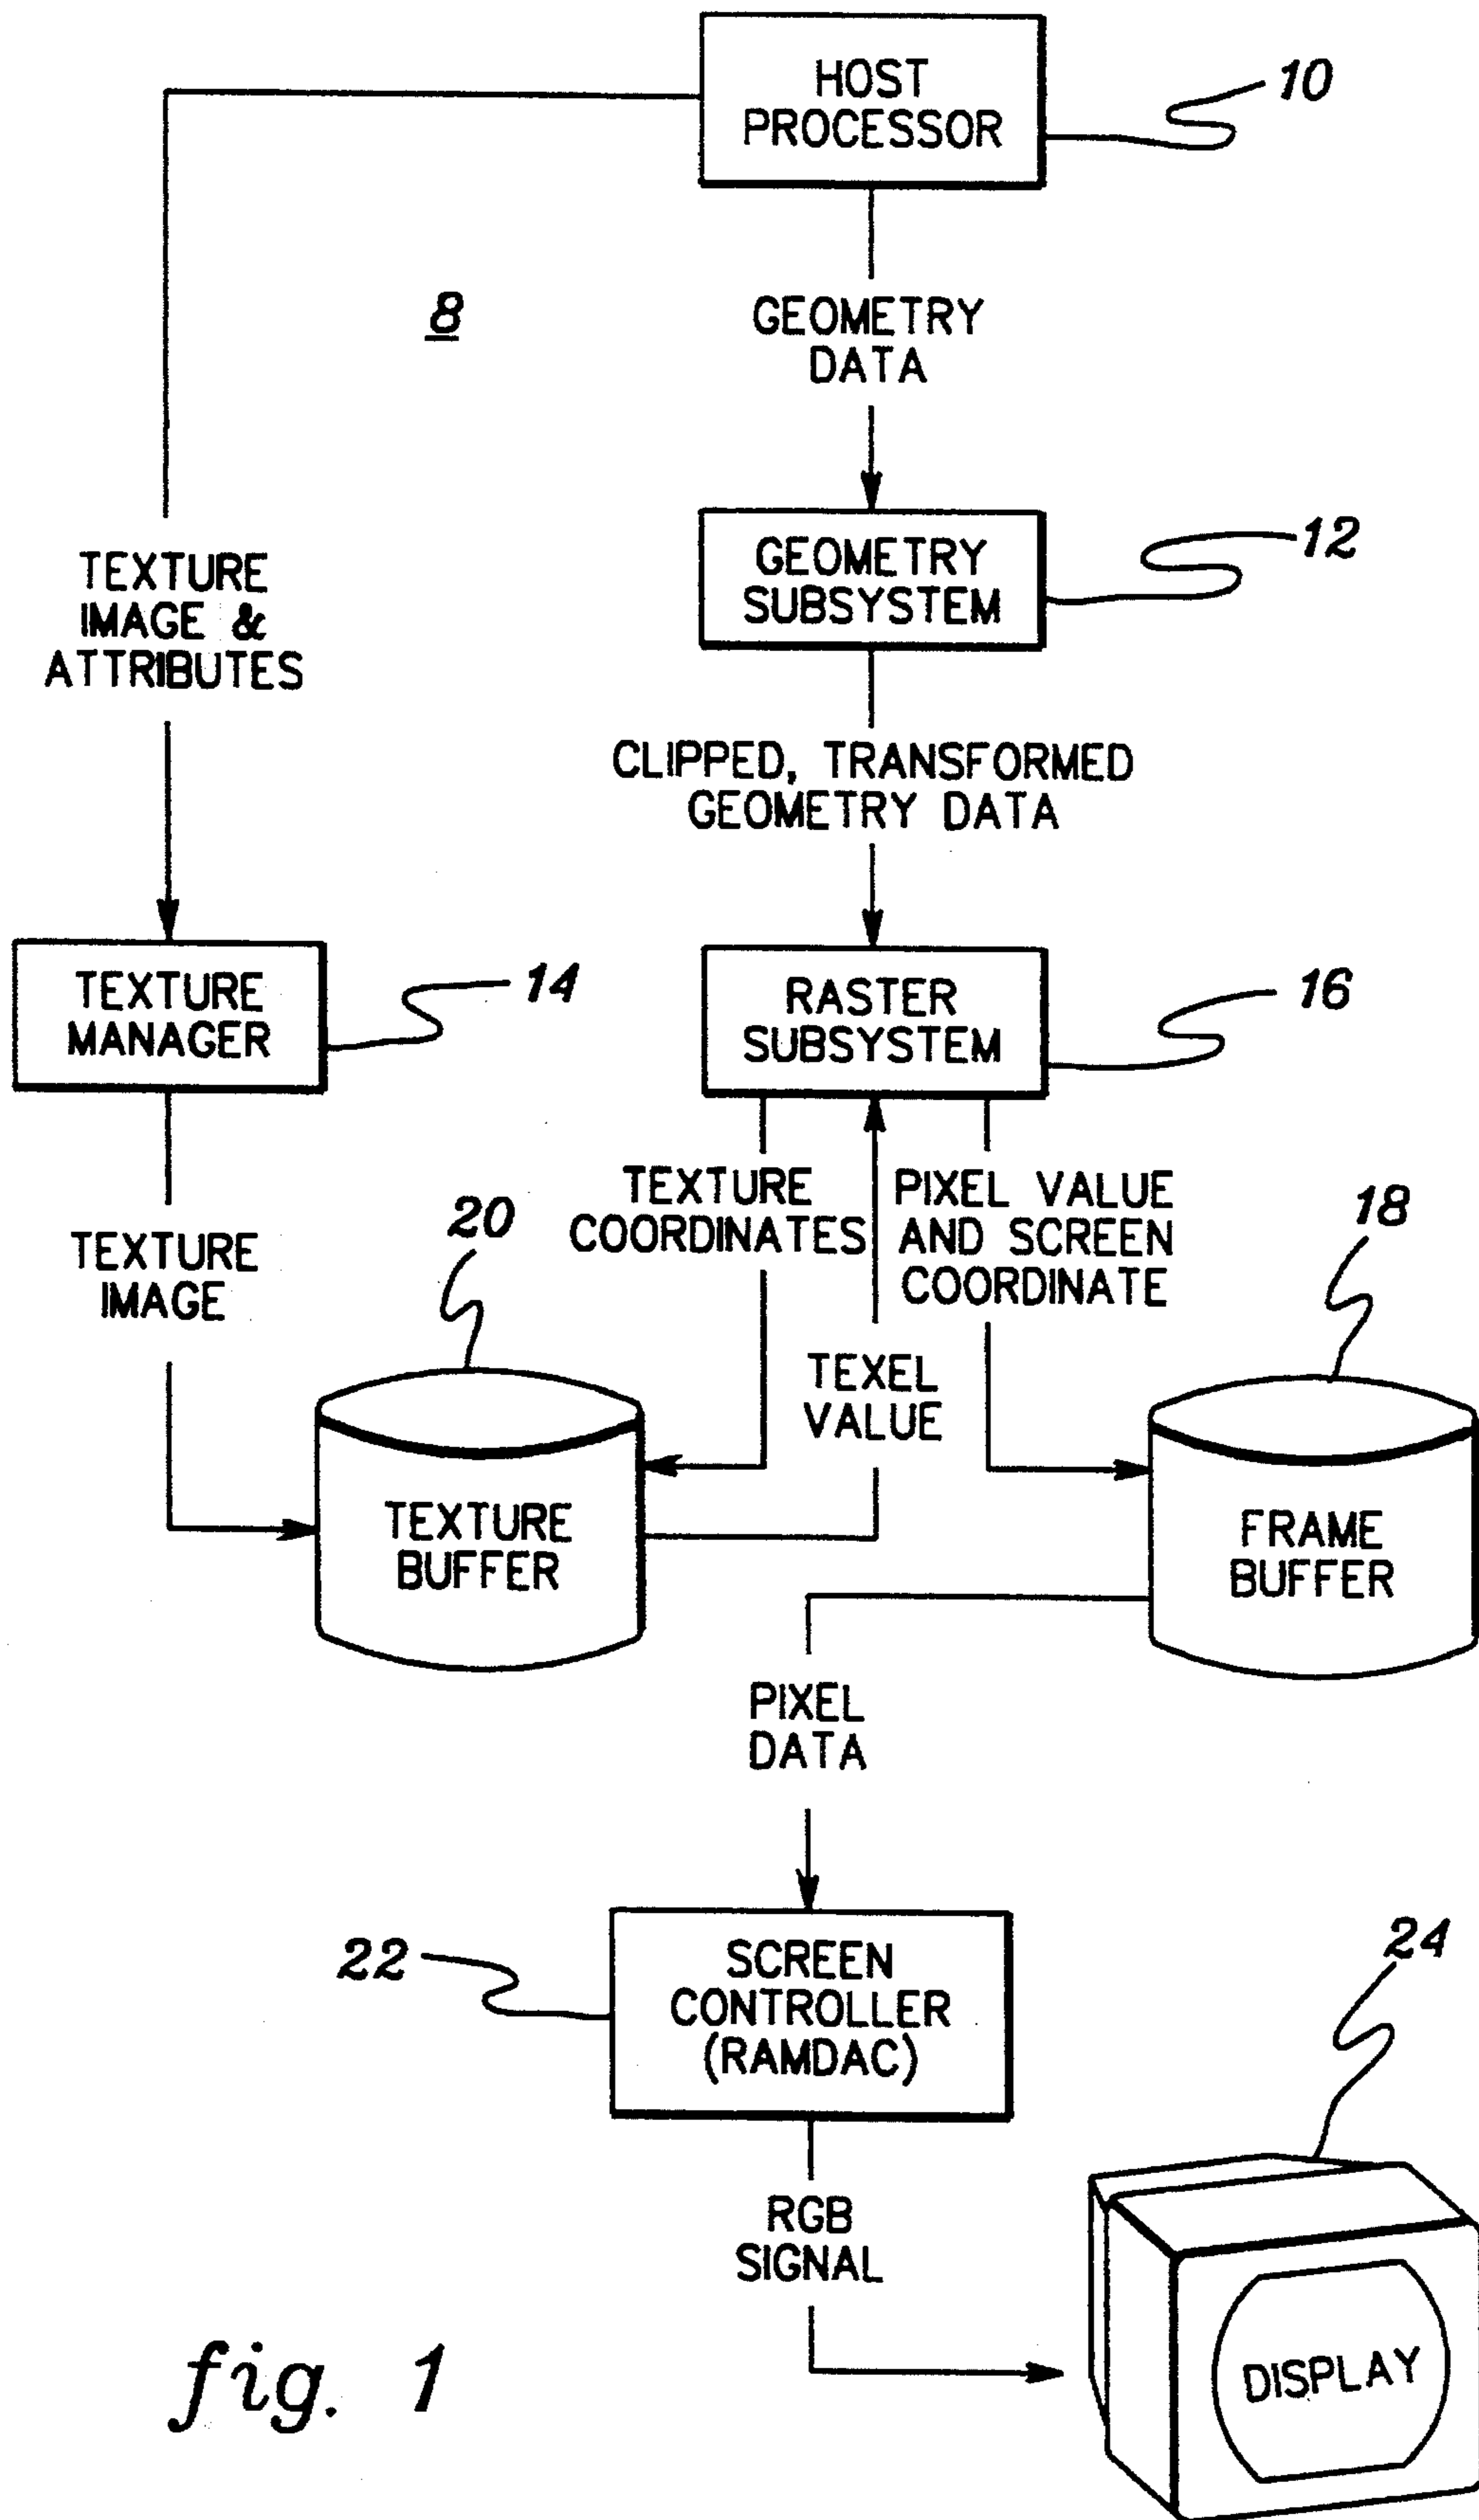 HOST
PROCESSOR
10
8
GEOMETRY
DATA
GEOMETRY
SUBSYSTEM
12
TEXTURE
IMAGE &
ATTRIBUTES
CLIPPED, TRANSFORMED
GEOMETRY DATA
TEXTURE
MANAGER
14
RASTER
SUBSYSTEM
16
TEXTURE
IMAGE
20
TEXTURE
COORDINATES
PIXEL VALUE
AND SCREEN
COORDINATE
18
TEXEL
VALUE
TEXTURE
BUFFER
FRAME
BUFFER
PIXEL
DATA
22
SCREEN
CONTROLLER
(RAMDAC)
24
RGB
SIGNAL
DISPLAY
fig. 1